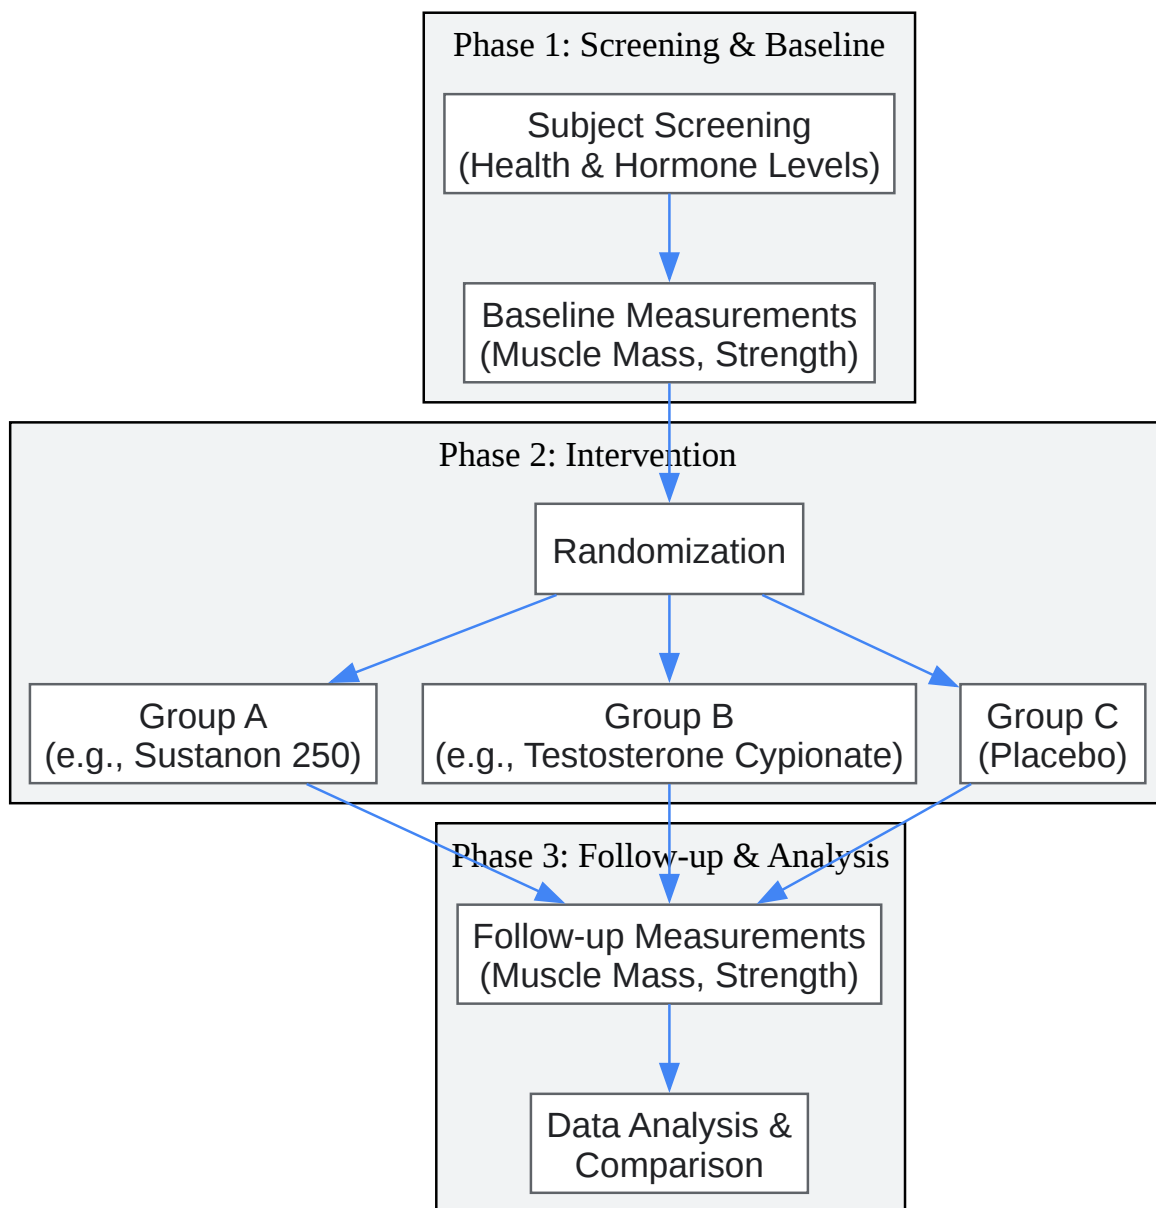 Phase 1: Screening & Baseline
Subject Screening
(Health & Hormone Levels)
Baseline Measurements
(Muscle Mass, Strength)
Phase 2: Intervention
Randomization
Group A
(e.g., Sustanon 250)
Group B
(e.g., Testosterone Cypionate)
Group C
(Placebo)
Phase 3: Follow-up & Analysis
Follow-up Measurements
(Muscle Mass, Strength)
Data Analysis &
Comparison